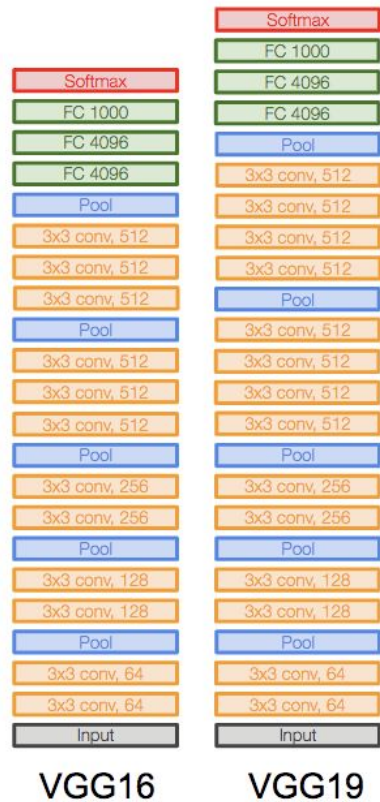 Softmax
FC 1000
FC 4096
FC 4096
Pool
3x3 conv, 512
3x3 conv, 512
3x3 conv, 512
Pool
3x3 conv, 512
3x3 conv, 512
3x3 conv, 512
Pool
3x3 conv, 256
3x3 conv, 256
Pool
3x3 conv, 128
3x3 conv, 128
Pool
3x3 conv, 64
3x3 conv, 64
Input
VGG16
Softmax
FC 1000
FC 4096
FC 4096
Pool
3x3 conv, 512
3x3 conv, 512
3x3 conv, 512
3x3 conv, 512
Pool
3x3 conv, 512
3x3 conv, 512
3x3 conv, 512
3x3 conv, 512
Pool
3x3 conv, 256
3x3 conv, 256
Pool
3x3 conv, 128
3x3 conv, 128
Pool
3x3 conv, 64
3x3 conv, 64
Input
VGG19